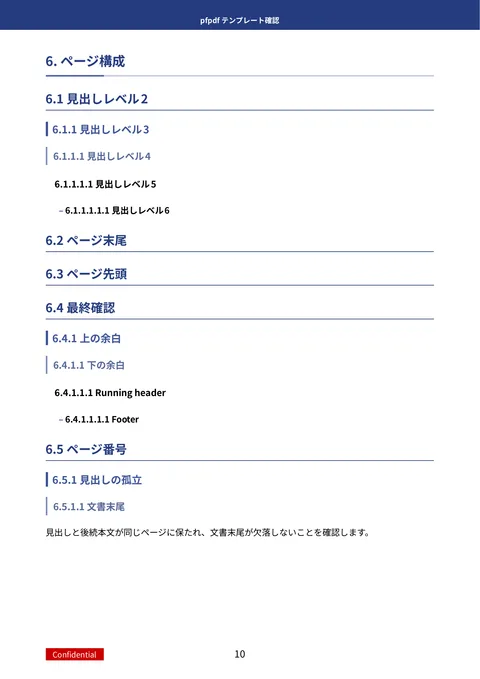 pfpdf テンプレート確認
6. ページ構成
6.1 見出しレベル2
6.1.1 見出しレベル3
6.1.1.1 見出しレベル4
6.1.1.1.1 見出しレベル5
– 6.1.1.1.1.1 見出しレベル6
6.2 ページ末尾
6.3 ページ先頭
6.4 最終確認
6.4.1 上の余白
6.4.1.1 下の余白
6.4.1.1.1 Running header
– 6.4.1.1.1.1 Footer
6.5 ページ番号
6.5.1 見出しの孤立
6.5.1.1 文書末尾
見出しと後続本文が同じページに保たれ、文書末尾が欠落しないことを確認します。
Confidential
10